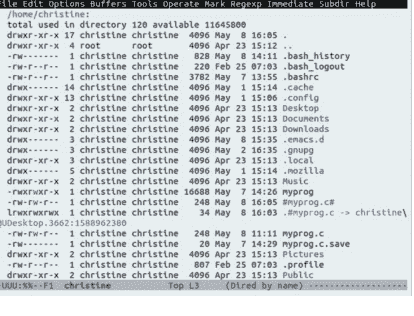 File Edit Options Buffers Tools Operate Mark Regexp Immediate Subdir Help
/home/christine:
total used in directory 120 available 11645800
drwxr-xr-x 17 christine christine 4096 May 8 16:05 .
drwxr-xr-x 4 root root 4096 Apr 23 15:12 ..
-rw------- 1 christine christine 828 May 8 14:11 .bash_history
-rw-r--r-- 1 christine christine 220 Feb 25 07:03 .bash_logout
-rw-r--r-- 1 christine christine 3782 May 7 13:55 .bashrc
drwx------ 14 christine christine 4096 May 1 15:14 .cache
drwxr-xr-x 13 christine christine 4096 May 1 15:06 .config
drwxr-xr-x 2 christine christine 4096 Apr 23 15:13 Desktop
drwxr-xr-x 2 christine christine 4096 Apr 23 15:13 Documents
drwxr-xr-x 2 christine christine 4096 Apr 23 15:13 Downloads
drwx------ 3 christine christine 4096 May 8 15:35 .emacs.d
drwx------ 3 christine christine 4096 May 2 16:35 .gnupg
drwxr-xr-x 3 christine christine 4096 Apr 23 15:13 .local
drwx------ 5 christine christine 4096 May 1 15:14 .mozilla
drwxr-xr-x 2 christine christine 4096 Apr 23 15:13 Music
-rwxrwxr-x 1 christine christine 16688 May 7 14:26 myprog
-rw-rw-r-- 1 christine christine 248 May 8 16:05 #myprog.c#
lrwxrwxrwx 1 christine christine 34 May 8 16:03 .#myprog.c -> christine\
@UDesktop.3662:1588962380
-rw-rw-r-- 1 christine christine 248 May 8 11:11 myprog.c
-rw------- 1 christine christine 20 May 7 14:29 myprog.c.save
drwxr-xr-x 2 christine christine 4096 Apr 23 15:13 Pictures
-rw-r--r-- 1 christine christine 807 Feb 25 07:03 .profile
drwxr-xr-x 2 christine christine 4096 Apr 23 15:13 Public
-UUU:%%--F1 christine Top L3 (Dired by name) -------------------